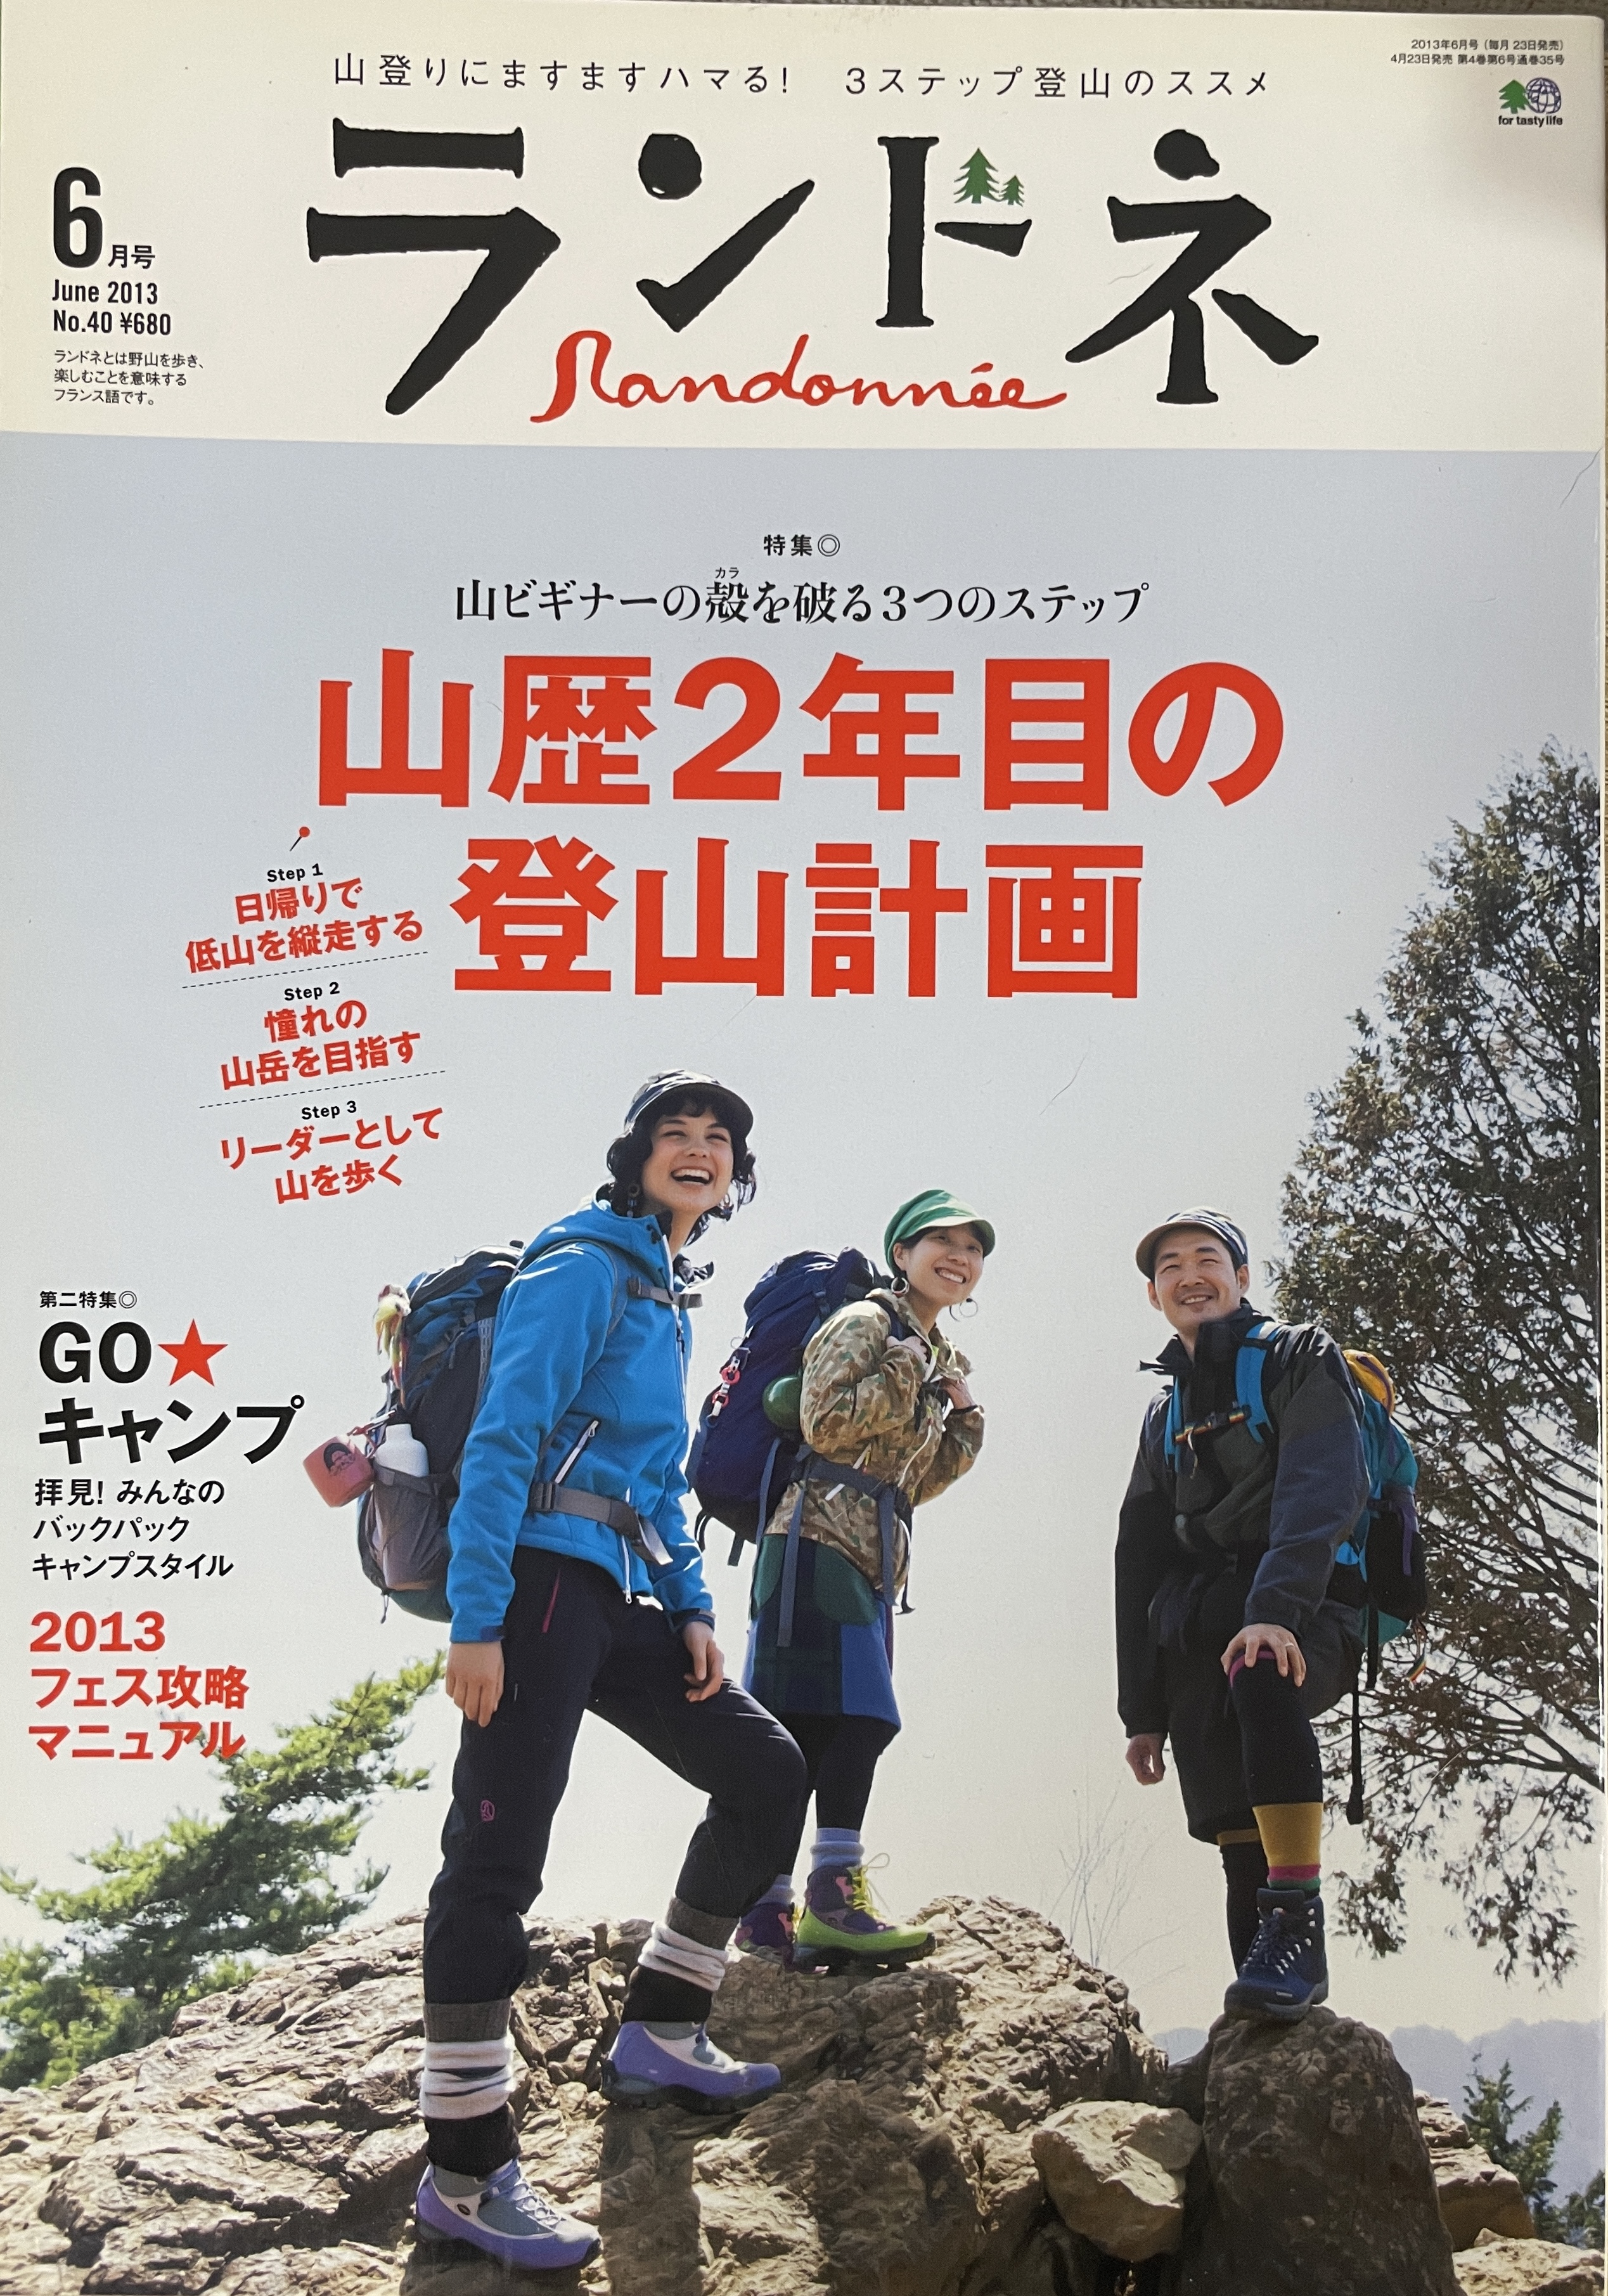 2013年6月号（毎月23日発売）
4月23日発売 第4巻第6号通巻35号
for tasty life
山登りにますますハマる！ 3ステップ登山のススメ
ランドネ
Randonnée
6月号
June 2013
No.40 ¥680
ランドネとは野山を歩き、
楽しむことを意味する
フランス語です。
特集◎
カラ
山ビギナーの殻を破る3つのステップ
山歴2年目の
登山計画
Step 1
日帰りで
低山を縦走する
Step 2
憧れの
山岳を目指す
Step 3
リーダーとして
山を歩く
第二特集◎
GO★
キャンプ
拝見！みんなの
バックパック
キャンプスタイル
2013
フェス攻略
マニュアル